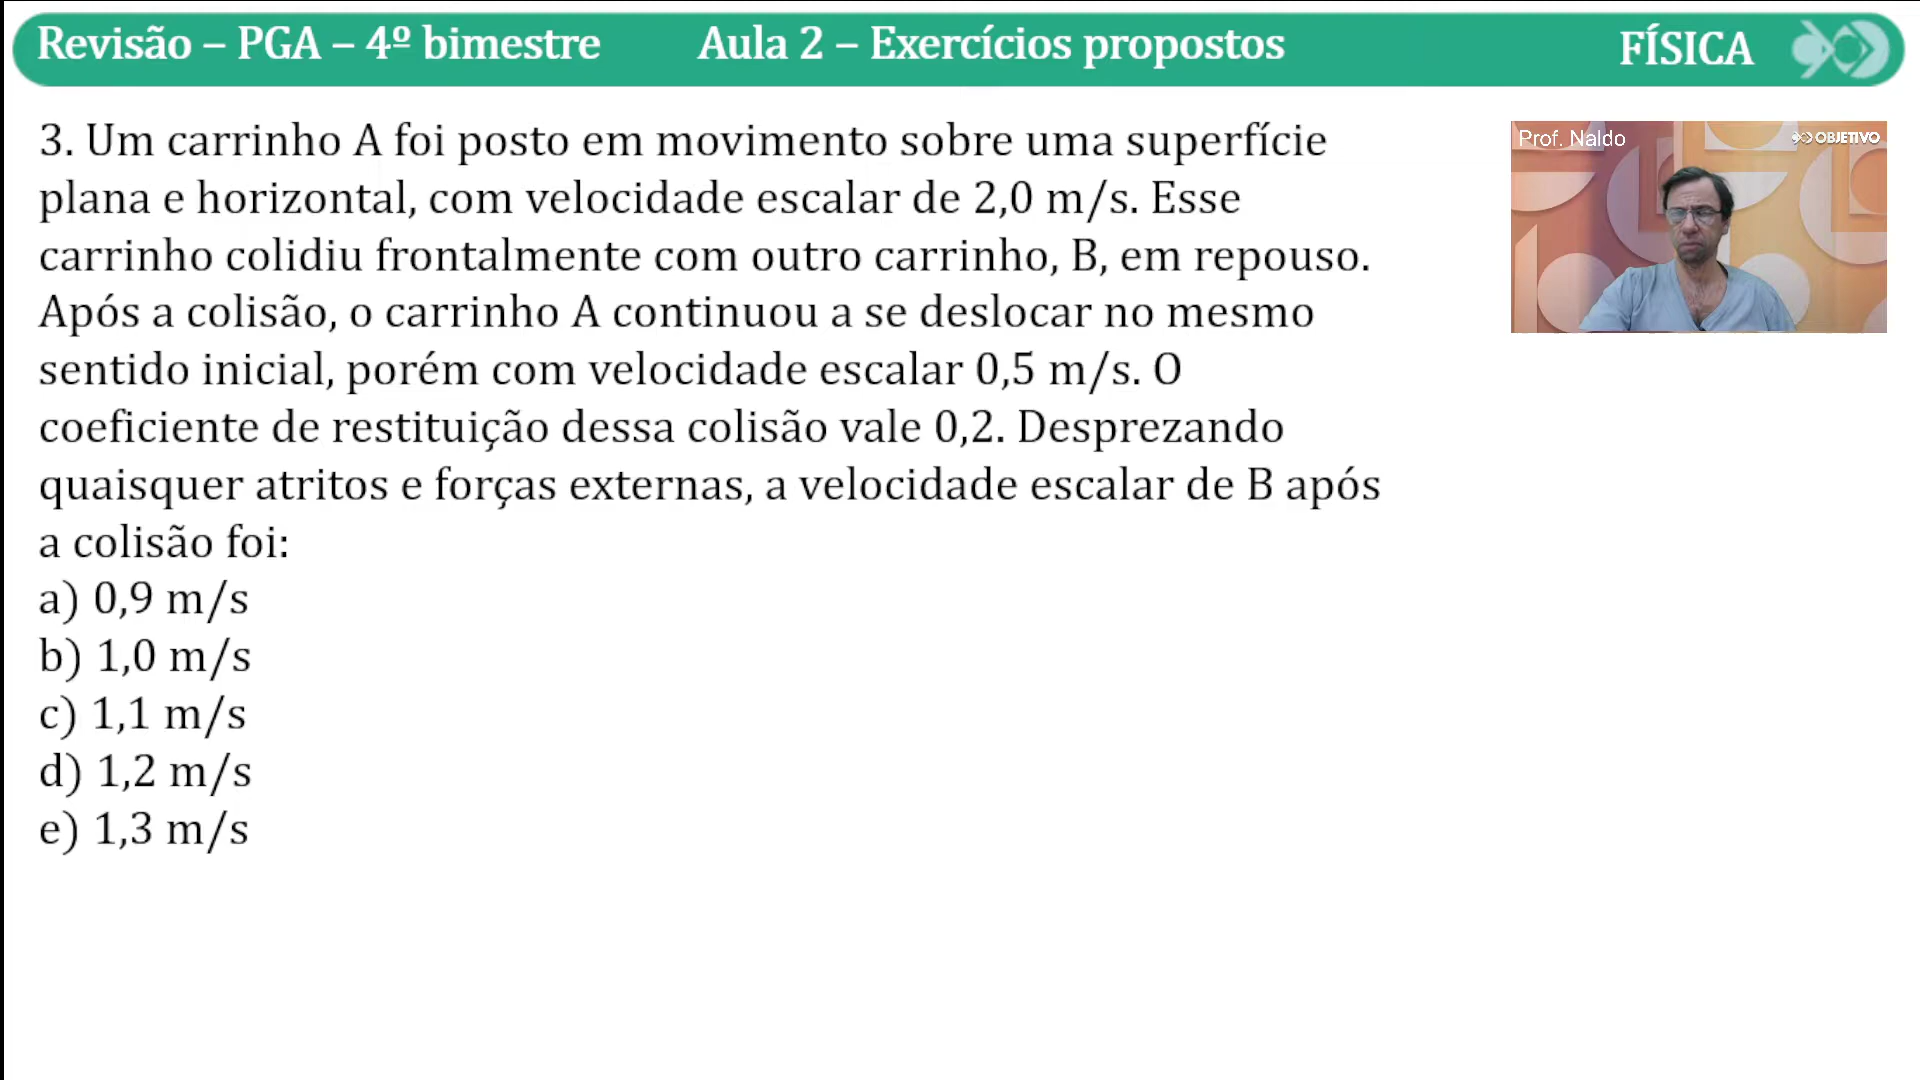 Revisão – PGA – 4º bimestre Aula 2 – Exercícios propostos FÍSICA
Prof. Naldo OBJETIVO
3. Um carrinho A foi posto em movimento sobre uma superfície
plana e horizontal, com velocidade escalar de 2,0 m/s. Esse
carrinho colidiu frontalmente com outro carrinho, B, em repouso.
Após a colisão, o carrinho A continuou a se deslocar no mesmo
sentido inicial, porém com velocidade escalar 0,5 m/s. O
coeficiente de restituição dessa colisão vale 0,2. Desprezando
quaisquer atritos e forças externas, a velocidade escalar de B após
a colisão foi:
a) 0,9 m/s
b) 1,0 m/s
c) 1,1 m/s
d) 1,2 m/s
e) 1,3 m/s